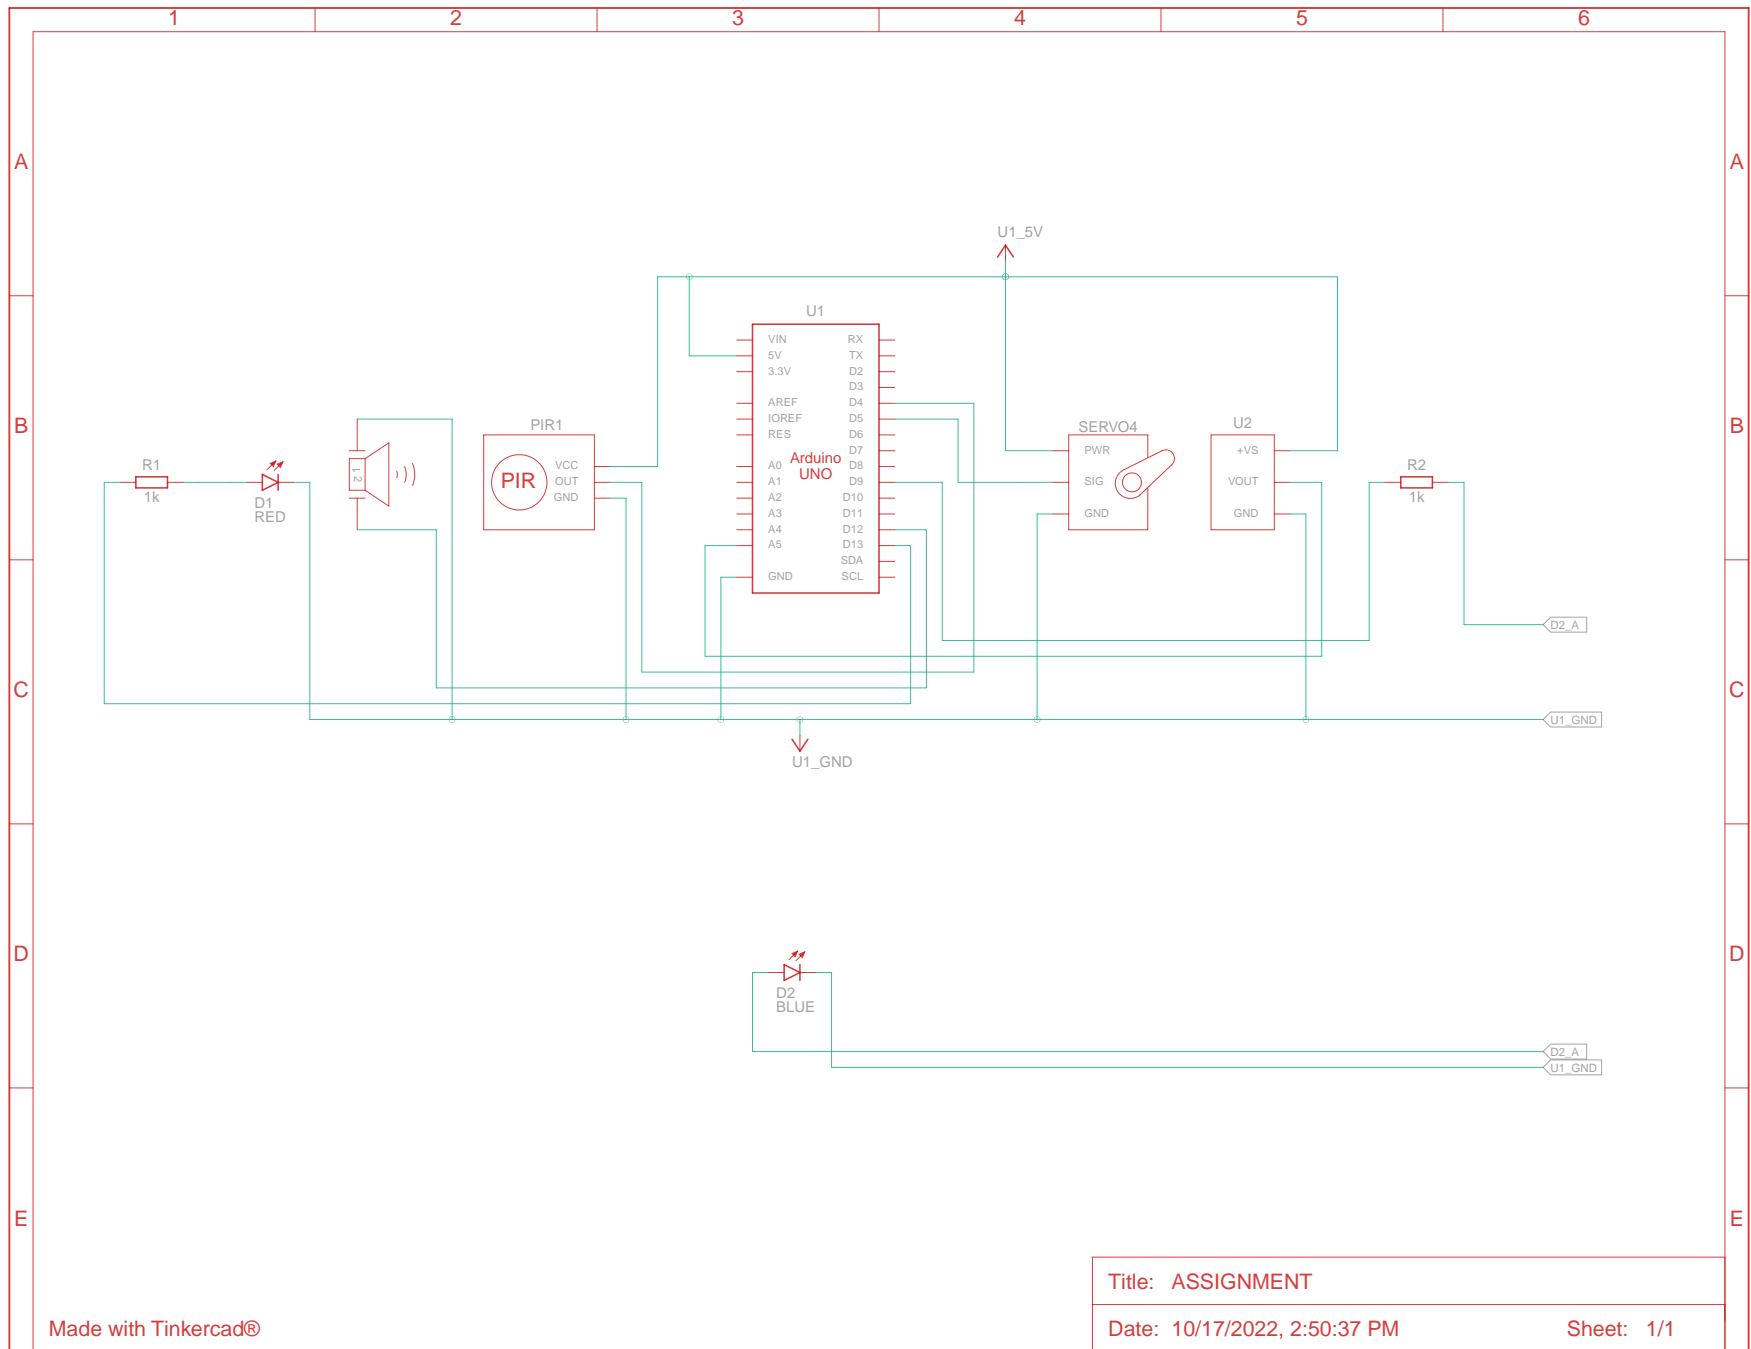 1 2 3 4 5 6
A A
U1_5V
U1
VIN RX
5V TX
3.3V D2
D3
AREF D4
IOREF D5
RES D6
D7
A0 D8
A1 D9
A2 D10
A3 D11
A4 D12
A5 D13
SDA
GND SCL
Arduino
UNO
B B
R1
1k
D1
RED
1 2
PIR1
PIR
VCC
OUT
GND
SERVO4
PWR
SIG
GND
U2
+VS
VOUT
GND
R2
1k
D2_A
C C
U1_GND
U1_GND
D D
D2
BLUE
D2_A
U1_GND
E E
Title: ASSIGNMENT
Made with Tinkercad®
Date: 10/17/2022, 2:50:37 PM Sheet: 1/1